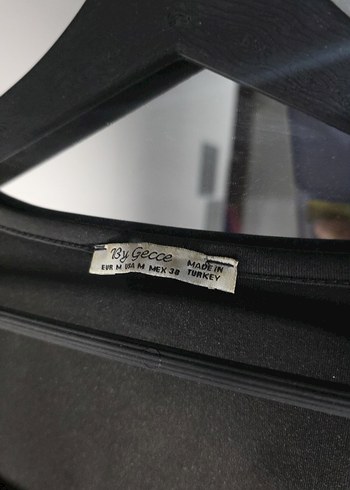 By Gecce
EUR M USA M MEX 38 MADE IN TURKEY